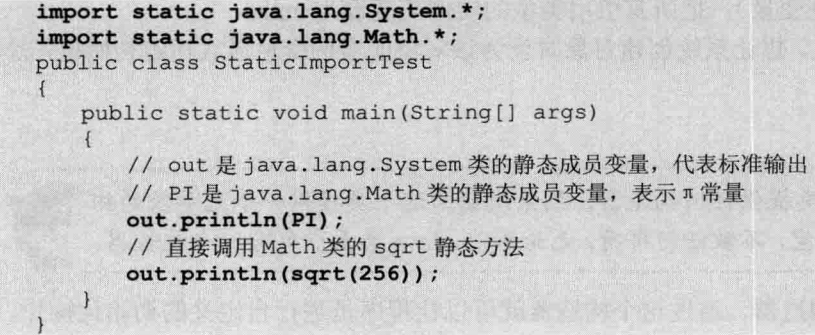 import static java.lang.System.*;
import static java.lang.Math.*;
public class StaticImportTest
{
    public static void main(String[] args)
    {
        // out 是 java.lang.System 类的静态成员变量，代表标准输出
        // PI 是 java.lang.Math 类的静态成员变量，表示 π 常量
        out.println(PI);
        // 直接调用 Math 类的 sqrt 静态方法
        out.println(sqrt(256));
    }
}